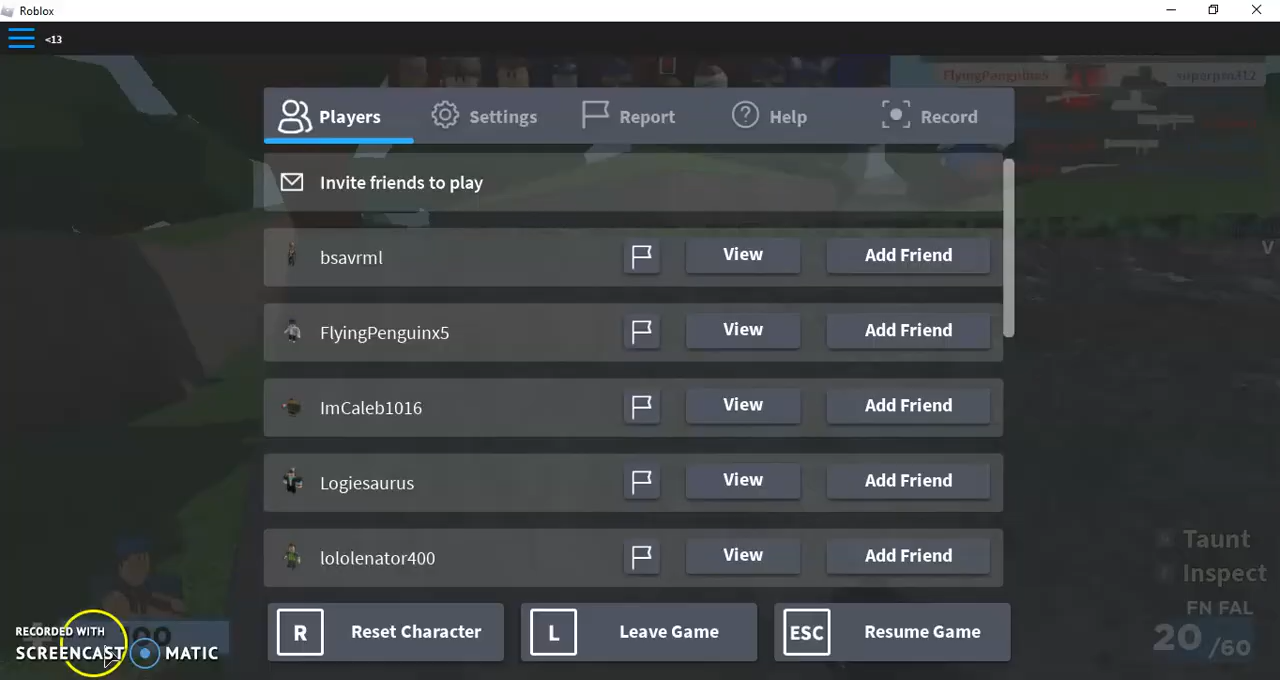 Roblox
<13
FlyingPenguinx5 superpro312
Players Settings Report Help Record
Invite friends to play
V
bsavrml View Add Friend
FlyingPenguinx5 View Add Friend
ImCaleb1016 View Add Friend
Logiesaurus View Add Friend
lololenator400 View Add Friend
Taunt
Inspect
FN FAL
20 /60
R Reset Character L Leave Game ESC Resume Game
RECORDED WITH
SCREENCAST MATIC